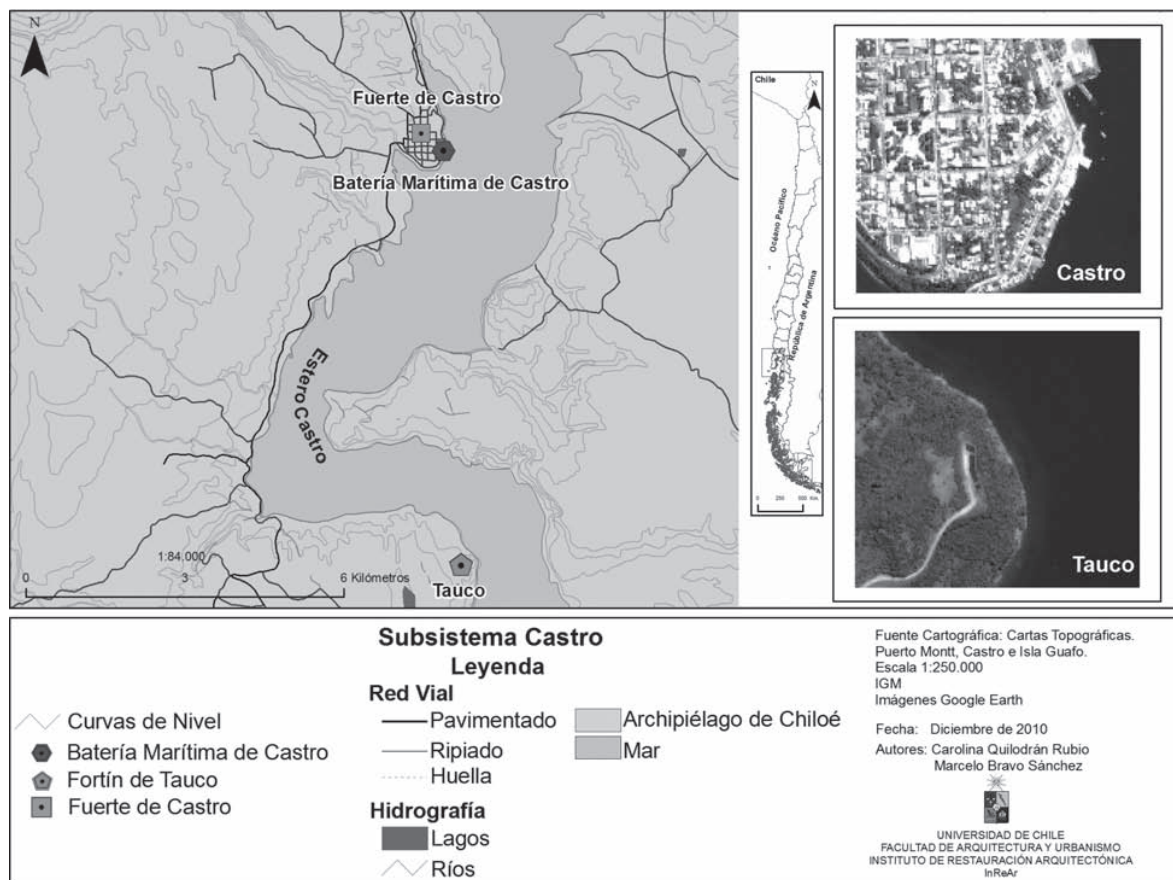 N
Fuerte de Castro
Batería Marítima de Castro
Estero Castro
1:84.000
0 3 6 Kilómetros
Tauco
Chile
N
Océano Pacífico
República de Argentina
0 250 500 Km.
Castro
Tauco
Subsistema Castro
Leyenda
Curvas de Nivel
Batería Marítima de Castro
Fortín de Tauco
Fuerte de Castro
Red Vial
Pavimentado
Ripiado
Huella
Hidrografía
Lagos
Ríos
Archipiélago de Chiloé
Mar
Fuente Cartográfica: Cartas Topográficas.
Puerto Montt, Castro e Isla Guafo.
Escala 1:250.000
IGM
Imágenes Google Earth
Fecha: Diciembre de 2010
Autores: Carolina Quilodrán Rubio
Marcelo Bravo Sánchez
UNIVERSIDAD DE CHILE
FACULTAD DE ARQUITECTURA Y URBANISMO
INSTITUTO DE RESTAURACIÓN ARQUITECTÓNICA
InReAr